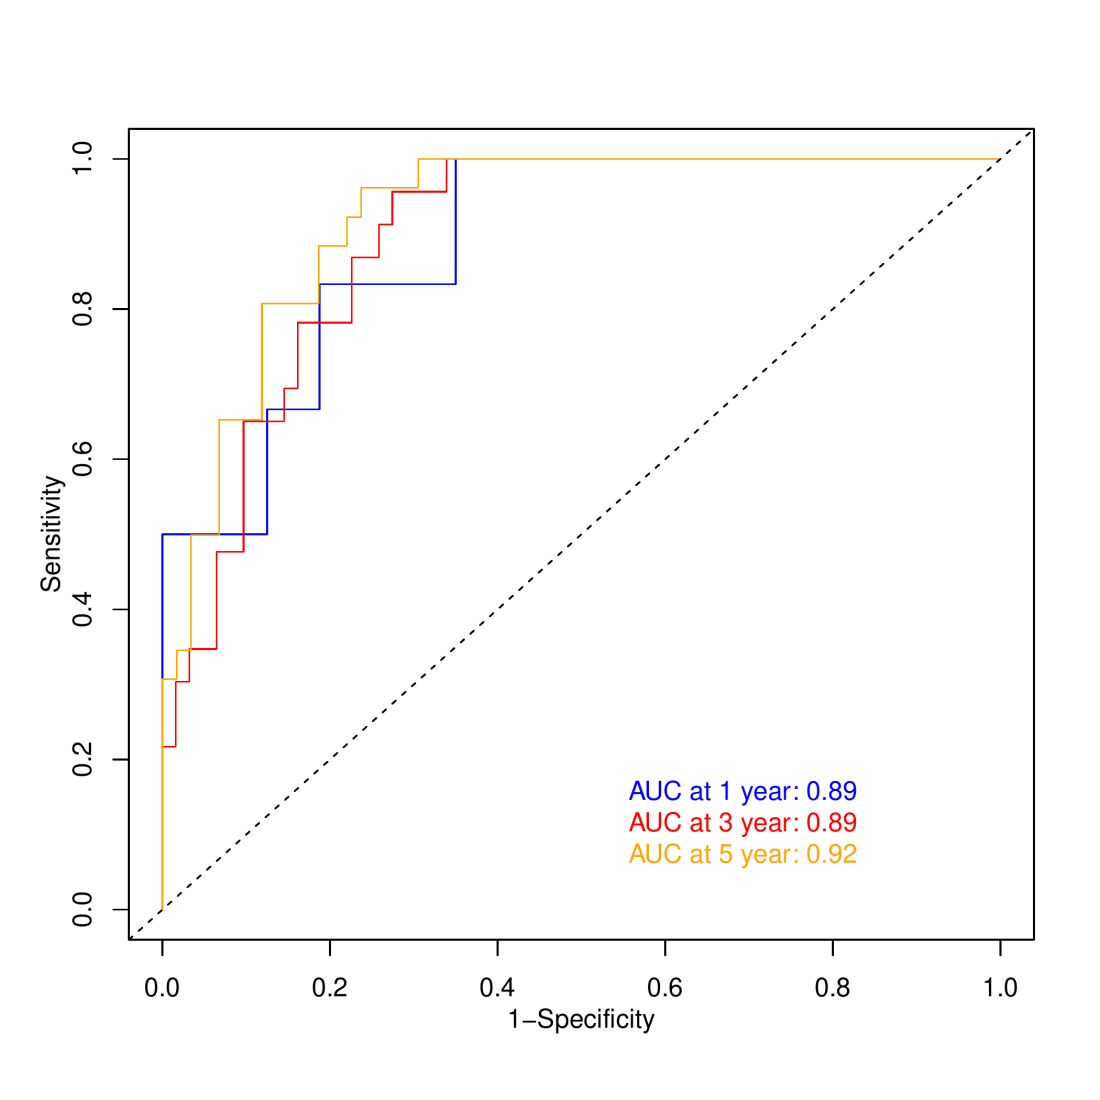 1.0
0.8
0.6
0.4
0.2
0.0
Sensitivity
AUC at 1 year: 0.89
AUC at 3 year: 0.89
AUC at 5 year: 0.92
0.0 0.2 0.4 0.6 0.8 1.0
1−Specificity